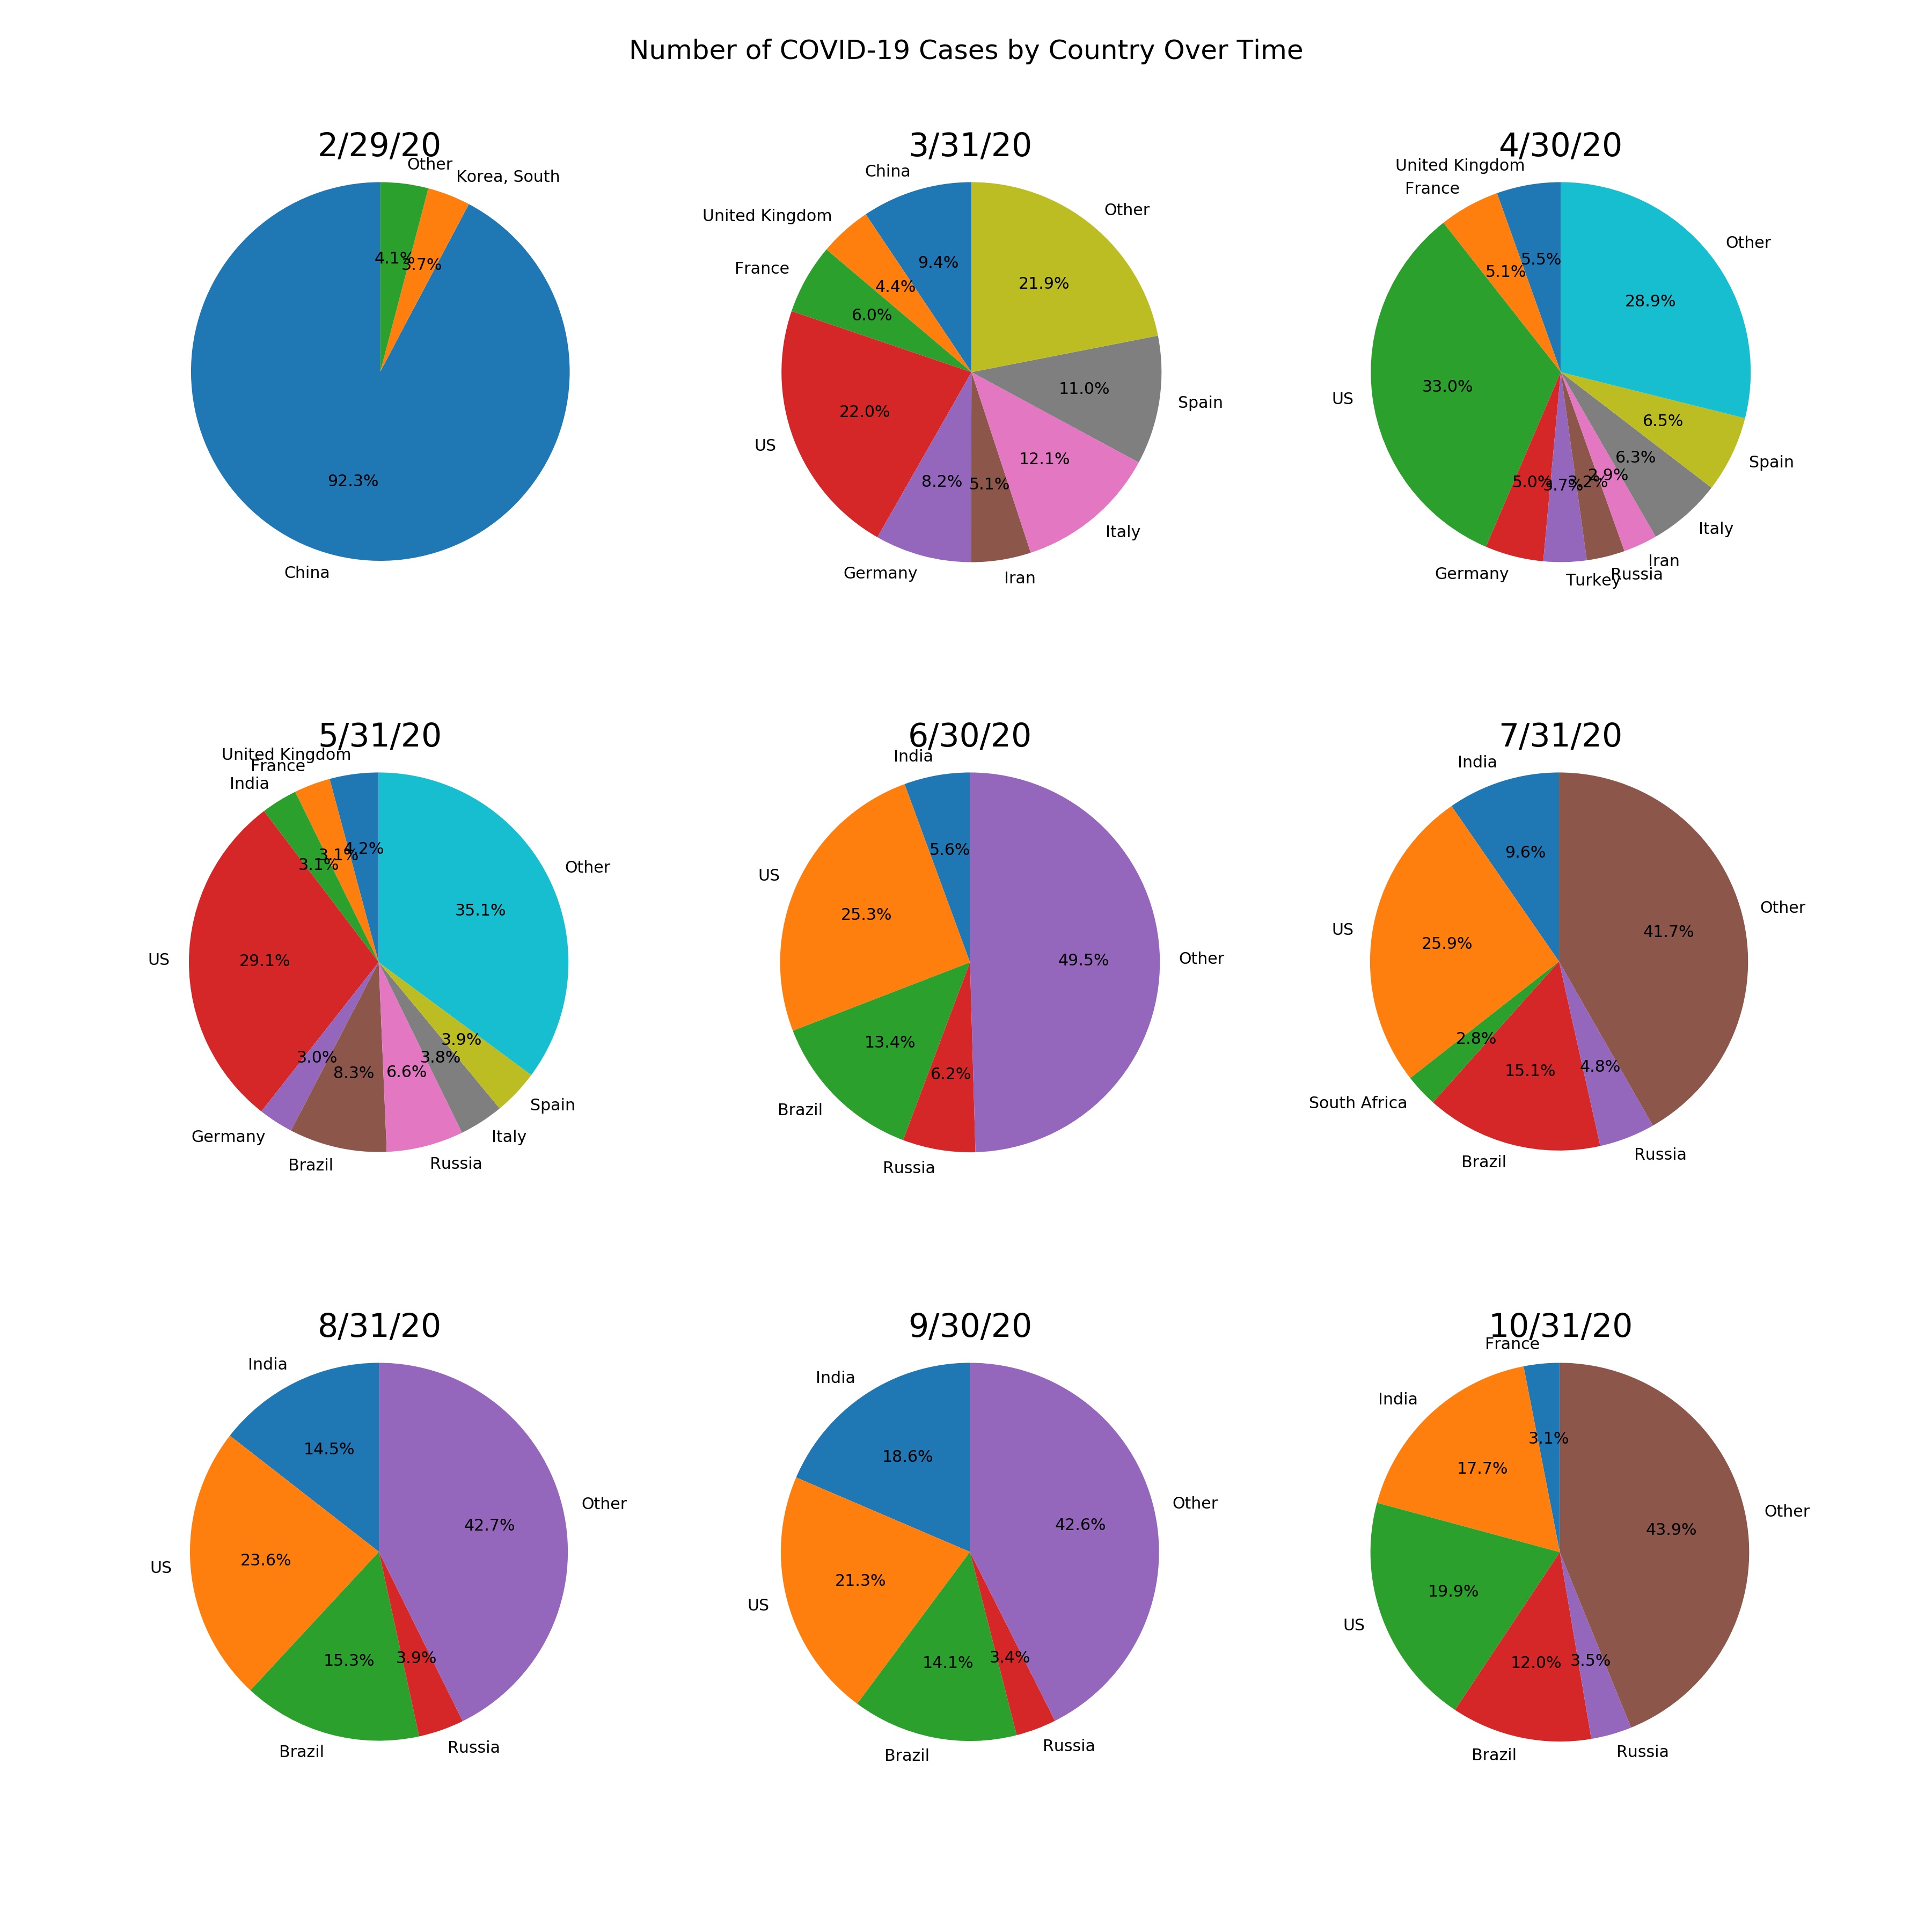 Number of COVID-19 Cases by Country Over Time
2/29/20
Other
Korea, South
4.1%
3.7%
92.3%
China
3/31/20
China
United Kingdom
France
Other
9.4%
4.4%
6.0%
21.9%
11.0%
Spain
22.0%
US
8.2%
5.1%
12.1%
Italy
Germany
Iran
4/30/20
United Kingdom
France
Other
5.5%
5.1%
28.9%
33.0%
US
6.5%
Spain
6.3%
2.9%
3.2%
3.7%
5.0%
Italy
Iran
Russia
Turkey
Germany
5/31/20
United Kingdom
France
India
4.2%
3.1%
3.1%
Other
35.1%
US
29.1%
3.9%
3.8%
6.6%
8.3%
3.0%
Spain
Italy
Russia
Brazil
Germany
6/30/20
India
5.6%
US
25.3%
49.5%
Other
13.4%
6.2%
Brazil
Russia
7/31/20
India
9.6%
Other
41.7%
US
25.9%
2.8%
15.1%
4.8%
South Africa
Brazil
Russia
8/31/20
India
14.5%
Other
42.7%
US
23.6%
15.3%
3.9%
Brazil
Russia
9/30/20
India
18.6%
Other
42.6%
US
21.3%
14.1%
3.4%
Brazil
Russia
10/31/20
France
India
3.1%
17.7%
Other
43.9%
19.9%
US
12.0%
3.5%
Brazil
Russia